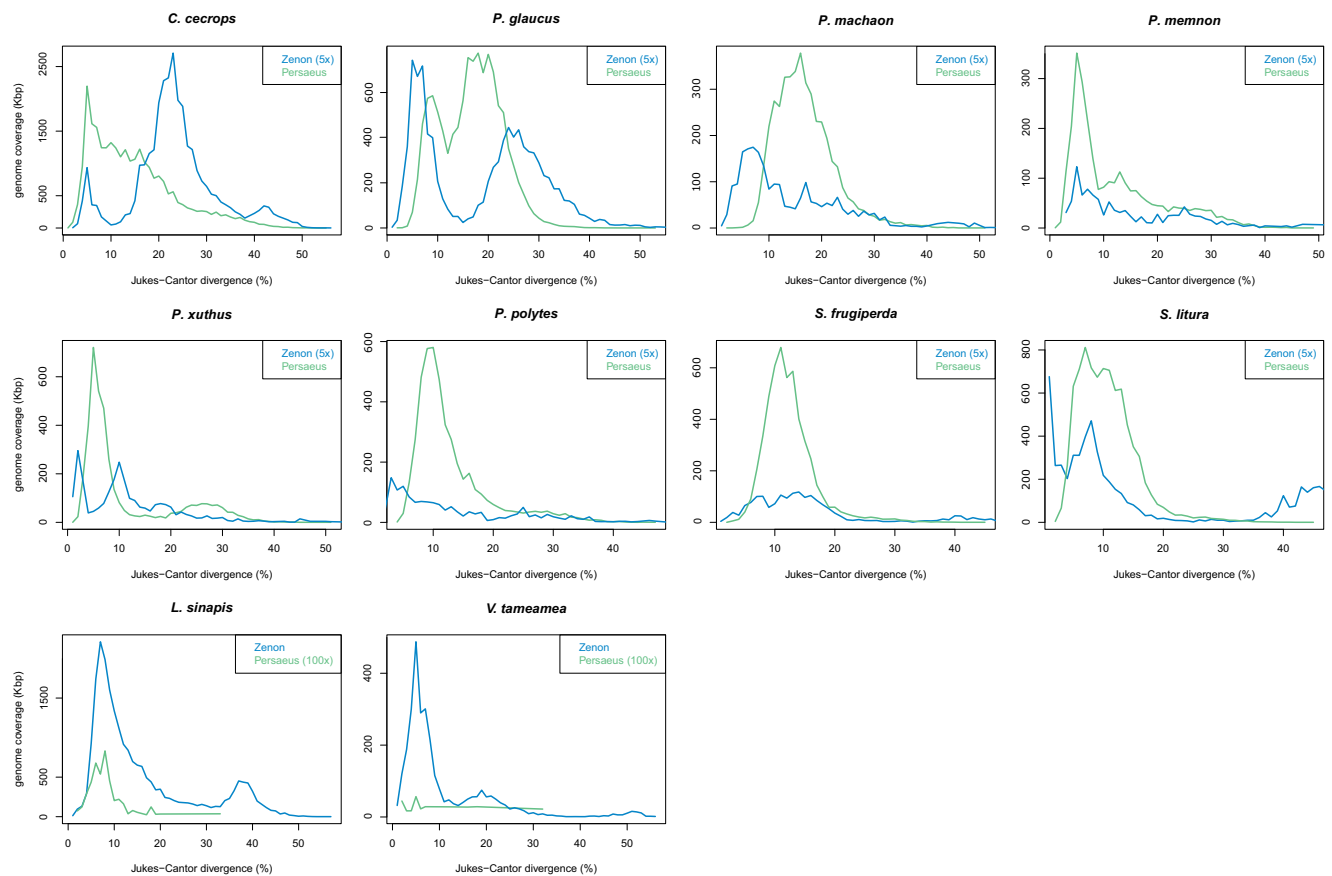 C. cecrops
P. glaucus
P. machaon
P. memnon
genome coverage (Kbp)
2500
1500
500
0
Zenon (5x)
Persaeus
600
400
200
0
Zenon (5x)
Persaeus
300
200
100
0
Zenon (5x)
Persaeus
300
200
100
0
Zenon (5x)
Persaeus
0 10 20 30 40 50
0 10 20 30 40 50
10 20 30 40 50
0 10 20 30 40 50
Jukes−Cantor divergence (%)
Jukes−Cantor divergence (%)
Jukes−Cantor divergence (%)
Jukes−Cantor divergence (%)
P. xuthus
P. polytes
S. frugiperda
S. litura
genome coverage (Kbp)
600
400
200
0
Zenon (5x)
Persaeus
600
400
200
0
Zenon (5x)
Persaeus
600
400
200
0
Zenon (5x)
Persaeus
800
600
400
200
0
Zenon (5x)
Persaeus
0 10 20 30 40 50
10 20 30 40
10 20 30 40
10 20 30 40
Jukes−Cantor divergence (%)
Jukes−Cantor divergence (%)
Jukes−Cantor divergence (%)
Jukes−Cantor divergence (%)
L. sinapis
V. tameamea
genome coverage (Kbp)
1500
500
0
Zenon
Persaeus (100x)
400
200
0
Zenon
Persaeus (100x)
0 10 20 30 40 50
0 10 20 30 40 50
Jukes−Cantor divergence (%)
Jukes−Cantor divergence (%)